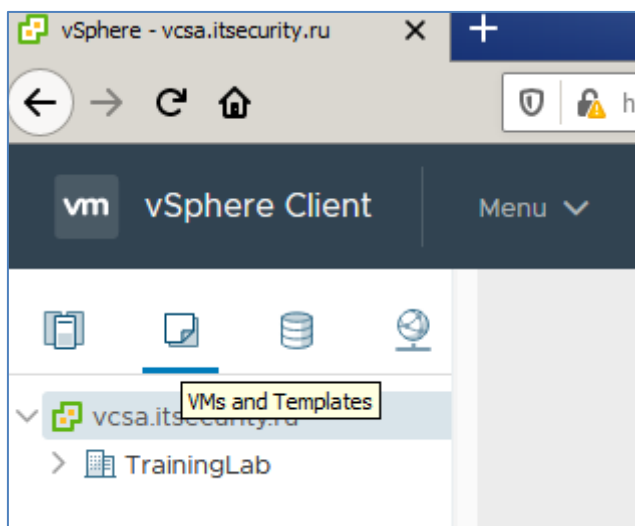 vSphere - vcsa.itsecurity.ru
h
vm vSphere Client Menu
VMs and Templates
vcsa.itsecurity.ru
TrainingLab